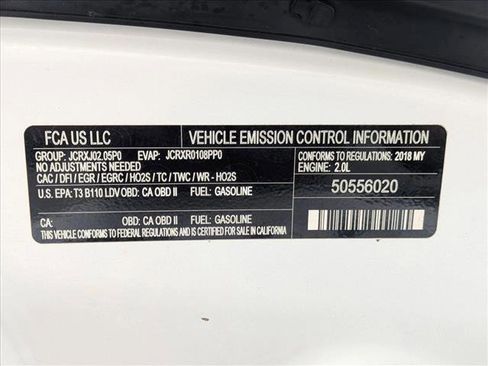 FCA US LLC
VEHICLE EMISSION CONTROL INFORMATION
GROUP: JCRXJ02.05P0 EVAP: JCRXR0108PP0
NO ADJUSTMENTS NEEDED
CAC / DFI / EGR / EGRC / HO2S / TC / TWC / WR - HO2S
CONFORMS TO REGULATIONS: 2018 MY
ENGINE: 2.0L
U.S. EPA: T3 B110 LDV OBD: CA OBD II FUEL: GASOLINE
50556020
CA: OBD: CA OBD II FUEL: GASOLINE
THIS VEHICLE CONFORMS TO FEDERAL REGULATIONS AND IS CERTIFIED FOR SALE IN CALIFORNIA